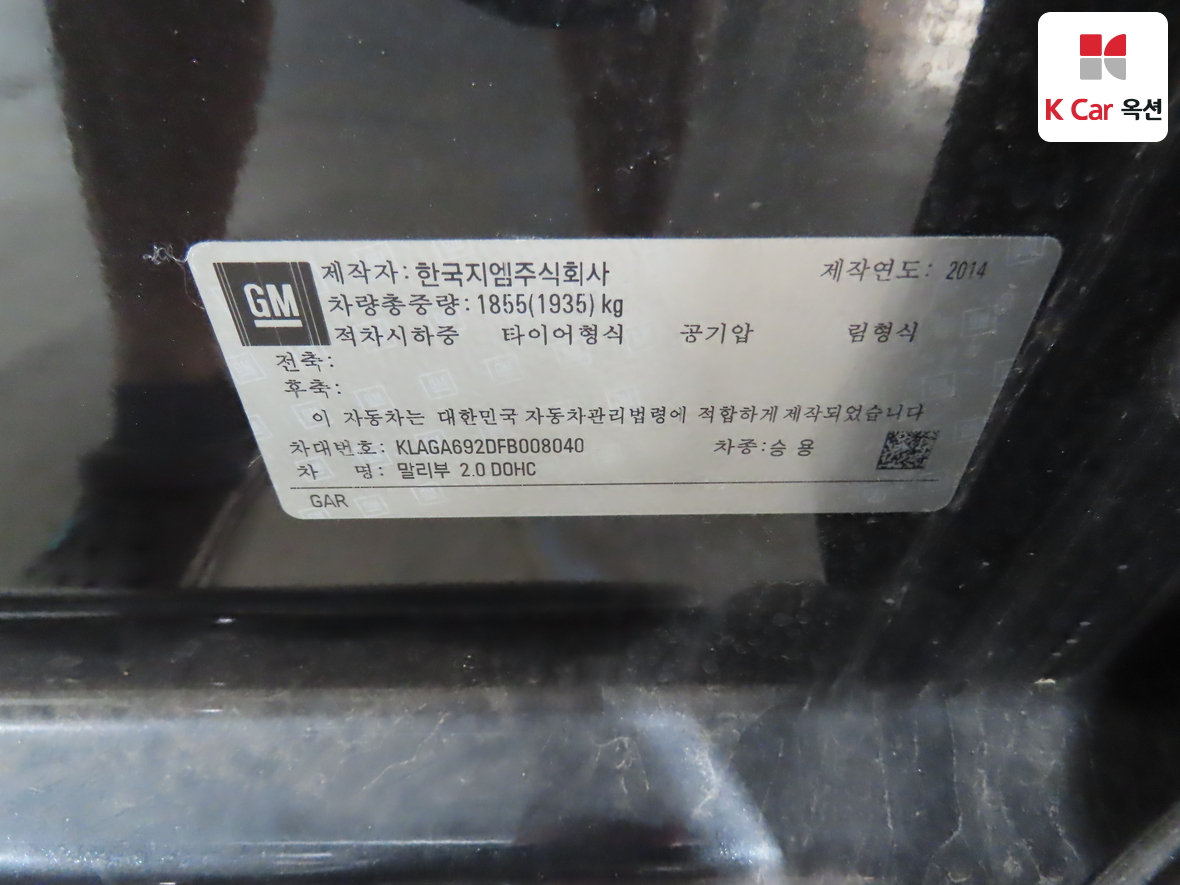 K Car 옥션
GM 제작자: 한국지엠주식회사 제작연도: 2014
차량총중량: 1855(1935) kg
적차시하중 타이어형식 공기압 림형식
전축:
후축:
이 자동차는 대한민국 자동차관리법령에 적합하게 제작되었습니다
차대번호: KLAGA692DFB008040 차종:승 용
차 명: 말리부 2.0 DOHC
GAR